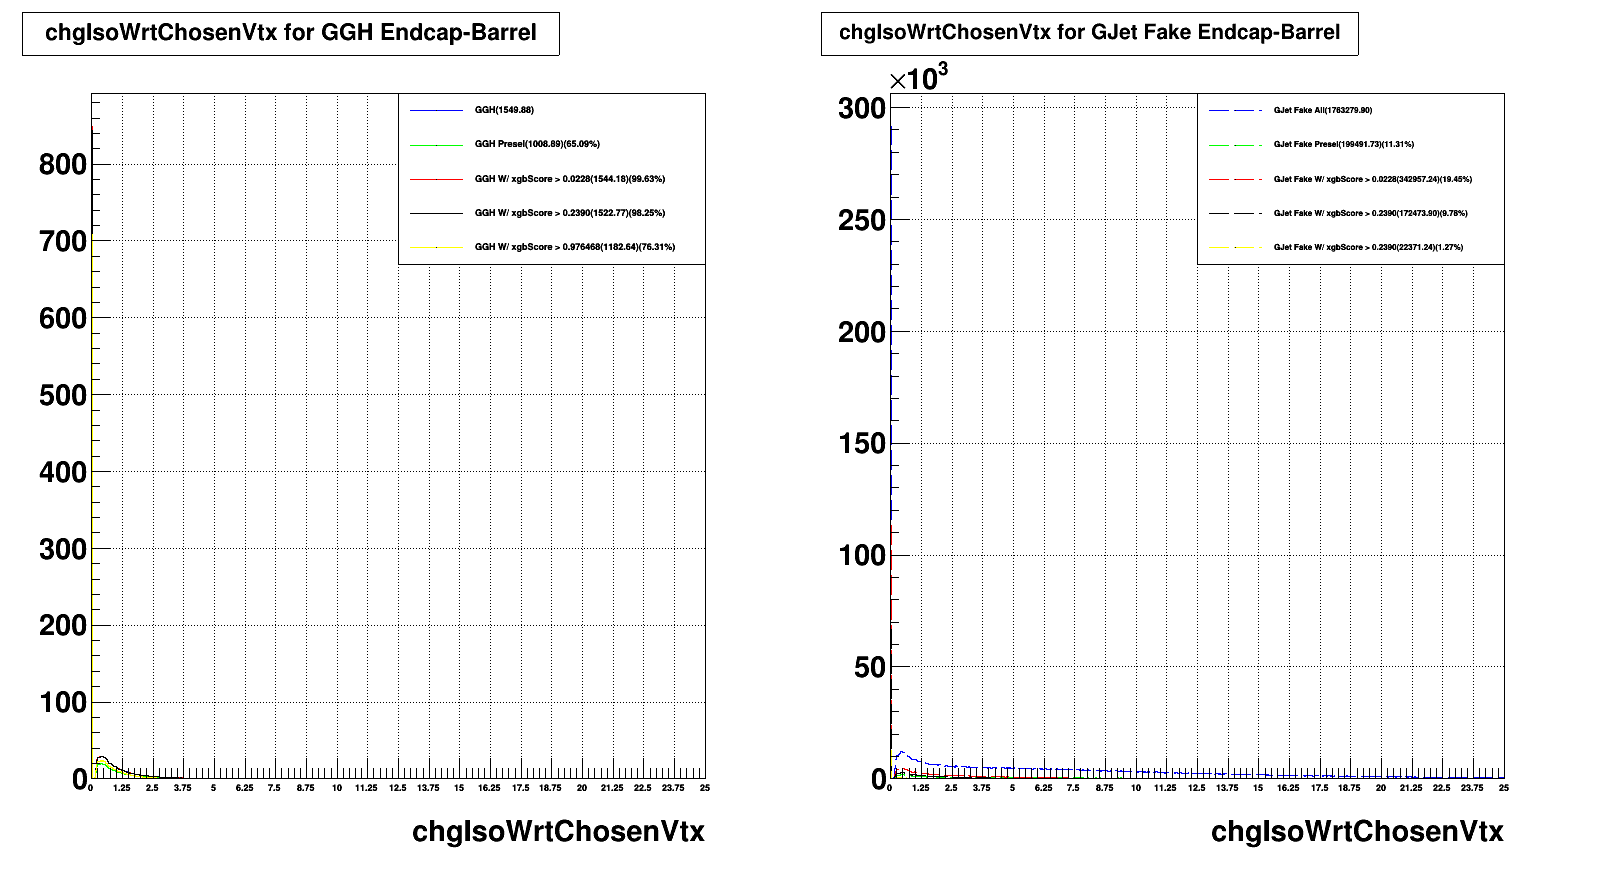 chgIsoWrtChosenVtx for GGH Endcap-Barrel
GGH(1549.88)
GGH Presel(1008.89)(65.09%)
GGH W/ xgbScore > 0.0228(1544.18)(99.63%)
GGH W/ xgbScore > 0.2390(1522.77)(98.25%)
GGH W/ xgbScore > 0.976468(1182.64)(76.31%)
800
700
600
500
400
300
200
100
0
0 1.25 2.5 3.75 5 6.25 7.5 8.75 10 11.25 12.5 13.75 15 16.25 17.5 18.75 20 21.25 22.5 23.75 25
chgIsoWrtChosenVtx
chgIsoWrtChosenVtx for GJet Fake Endcap-Barrel
×10³
GJet Fake All(1763279.90)
GJet Fake Presel(199491.73)(11.31%)
GJet Fake W/ xgbScore > 0.0228(342957.24)(19.45%)
GJet Fake W/ xgbScore > 0.2390(172473.90)(9.78%)
GJet Fake W/ xgbScore > 0.2390(22371.24)(1.27%)
300
250
200
150
100
50
0
0 1.25 2.5 3.75 5 6.25 7.5 8.75 10 11.25 12.5 13.75 15 16.25 17.5 18.75 20 21.25 22.5 23.75 25
chgIsoWrtChosenVtx